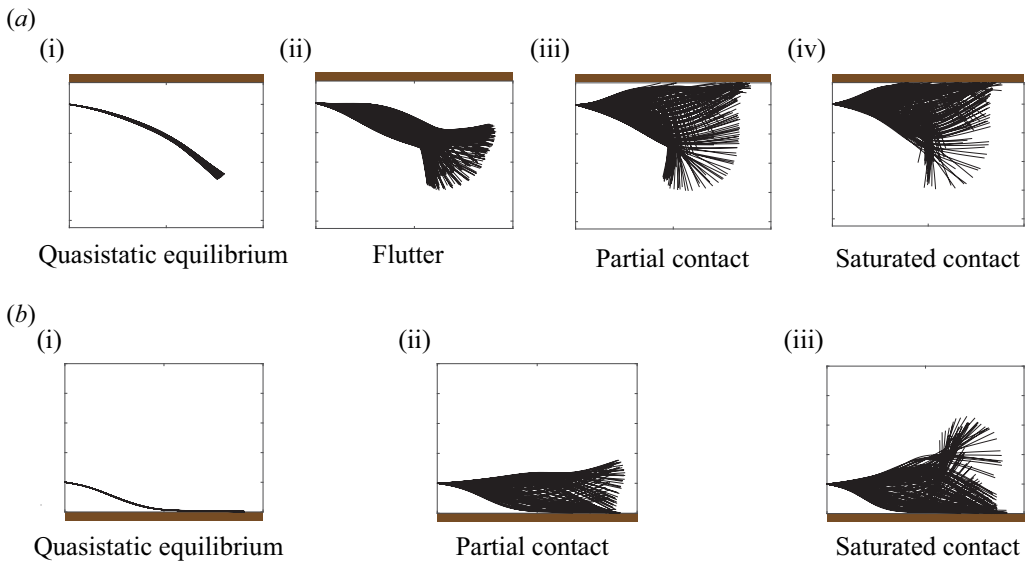 (a)
(i) (ii) (iii) (iv)
Quasistatic equilibrium Flutter Partial contact Saturated contact
(b)
(i) (ii) (iii)
Quasistatic equilibrium Partial contact Saturated contact